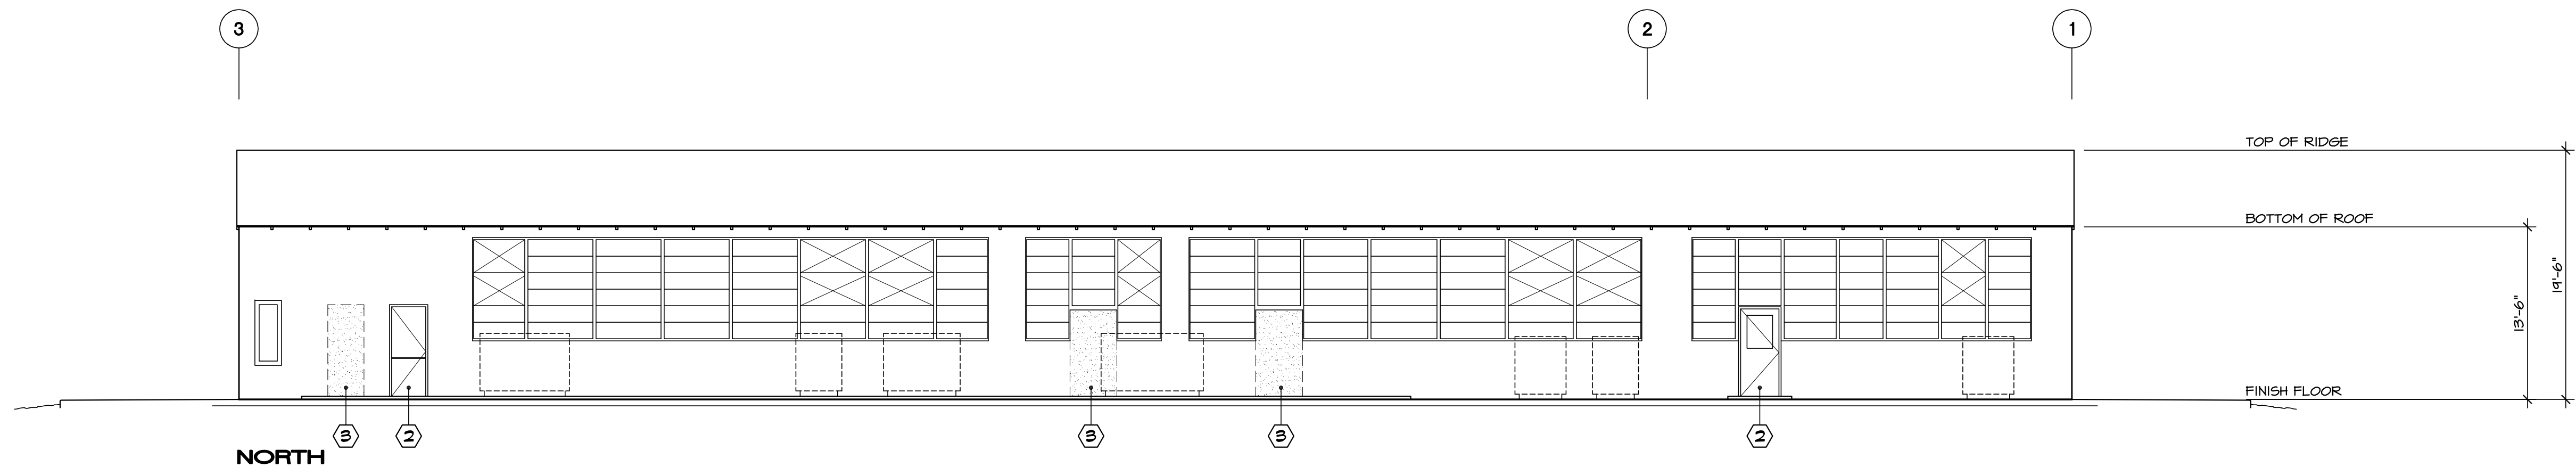 3
2
1
TOP OF RIDGE
BOTTOM OF ROOF
19'-6"
13'-6"
FINISH FLOOR
3
2
3
3
2
NORTH